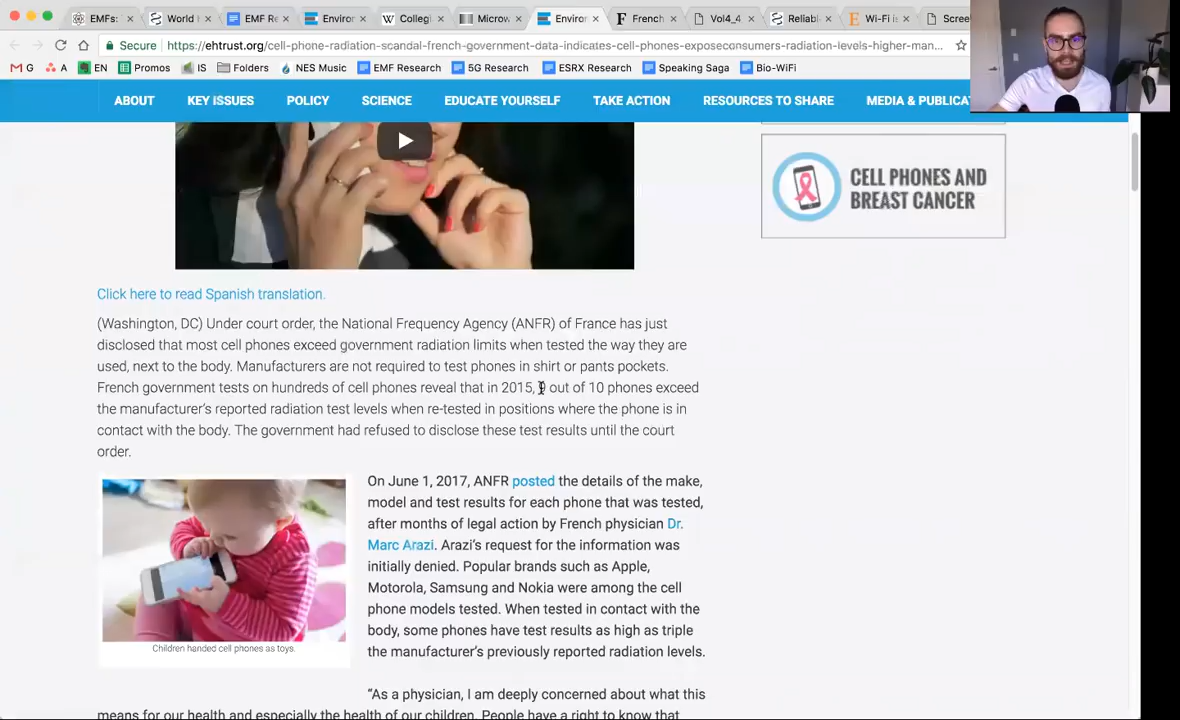 EMFs:
World
EMF Re
Environ
Colleg
Microw
Environ
French
Vol4_4
Reliab
Wi-Fi is
Scree
Secure
https://ehtrust.org/cell-phone-radiation-scandal-french-government-data-indicates-cell-phones-exposeconsumers-radiation-levels-higher-man...
G
A
EN
Promos
IS
Folders
NES Music
EMF Research
5G Research
ESRX Research
Speaking Saga
Bio-WiFi
ABOUT
KEY ISSUES
POLICY
SCIENCE
EDUCATE YOURSELF
TAKE ACTION
RESOURCES TO SHARE
MEDIA & PUBLICAT
CELL PHONES AND
BREAST CANCER
Click here to read Spanish translation.
(Washington, DC) Under court order, the National Frequency Agency (ANFR) of France has just
disclosed that most cell phones exceed government radiation limits when tested the way they are
used, next to the body. Manufacturers are not required to test phones in shirt or pants pockets.
French government tests on hundreds of cell phones reveal that in 2015, 9 out of 10 phones exceed
the manufacturer's reported radiation test levels when re-tested in positions where the phone is in
contact with the body. The government had refused to disclose these test results until the court
order.
On June 1, 2017, ANFR posted the details of the make,
model and test results for each phone that was tested,
after months of legal action by French physician Dr.
Marc Arazi. Arazi's request for the information was
initially denied. Popular brands such as Apple,
Motorola, Samsung and Nokia were among the cell
phone models tested. When tested in contact with the
body, some phones have test results as high as triple
the manufacturer's previously reported radiation levels.
Children handed cell phones as toys.
"As a physician, I am deeply concerned about what this
means for our health and especially the health of our children. People have a right to know that